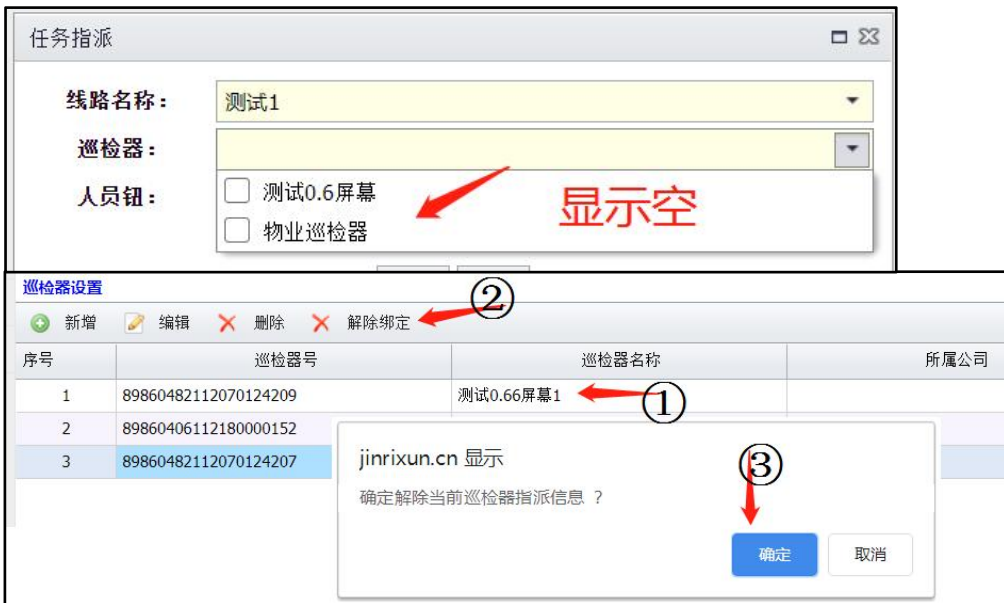 任务指派
线路名称： 测试1
巡检器：
人员钮： 测试0.6屏幕
物业巡检器
显示空
巡检器设置
新增 编辑 删除 解除绑定 ②
序号 巡检器号 巡检器名称 所属公司
1 89860482112070124209 测试0.66屏幕1 ①
2 89860406112180000152
3 89860482112070124207
jinrixun.cn 显示
确定解除当前巡检器指派信息 ？
③
确定 取消